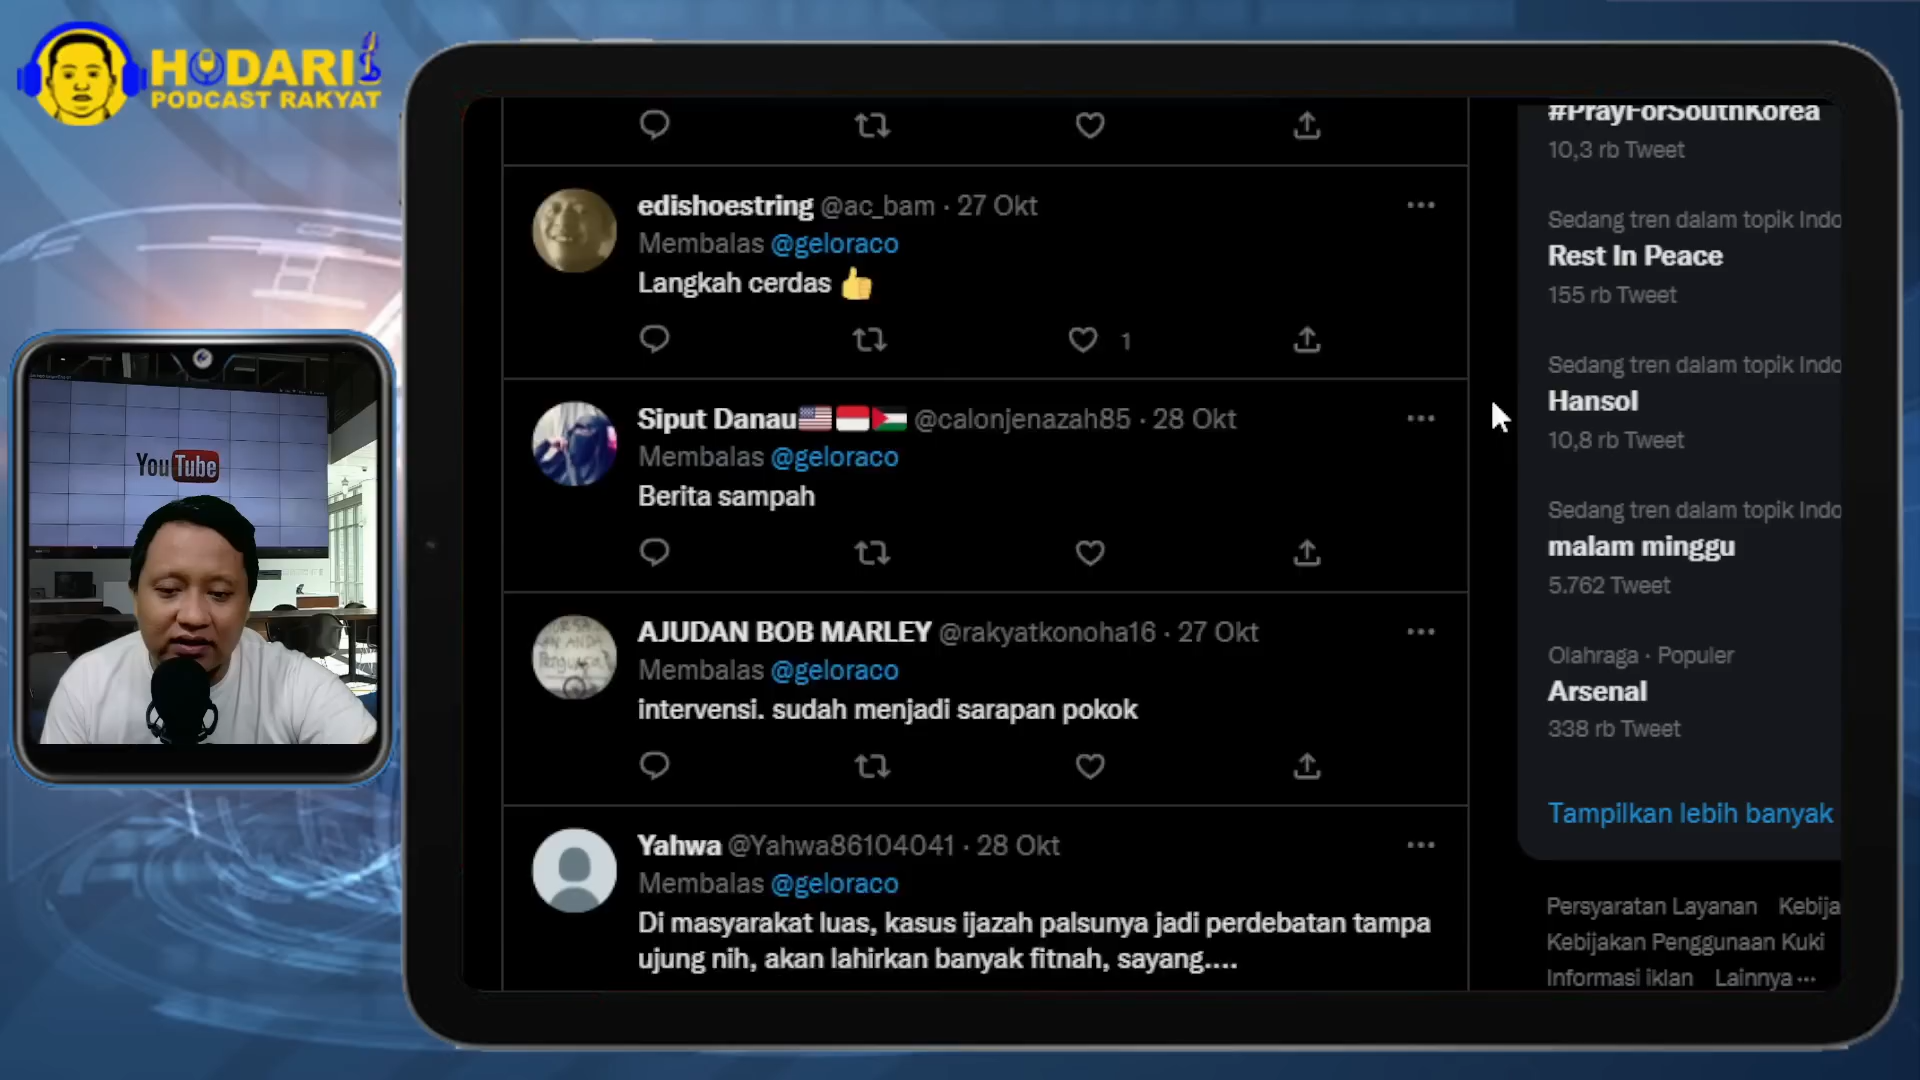 HODARI
PODCAST RAKYAT
YouTube
edishoestring @ac_bam · 27 Okt
Membalas @geloraco
Langkah cerdas 👍
1
Siput Danau🇺🇸🇮🇩🇵🇸 @calonjenazah85 · 28 Okt
Membalas @geloraco
Berita sampah
AJUDAN BOB MARLEY @rakyatkonoha16 · 27 Okt
Membalas @geloraco
intervensi. sudah menjadi sarapan pokok
Yahwa @Yahwa86104041 · 28 Okt
Membalas @geloraco
Di masyarakat luas, kasus ijazah palsunya jadi perdebatan tampa
ujung nih, akan lahirkan banyak fitnah, sayang....
#PrayForSouthKorea
10,3 rb Tweet
Sedang tren dalam topik Indo
Rest In Peace
155 rb Tweet
Sedang tren dalam topik Indo
Hansol
10,8 rb Tweet
Sedang tren dalam topik Indo
malam minggu
5.762 Tweet
Olahraga · Populer
Arsenal
338 rb Tweet
Tampilkan lebih banyak
Persyaratan Layanan Kebija
Kebijakan Penggunaan Kuki
Informasi iklan Lainnya ···